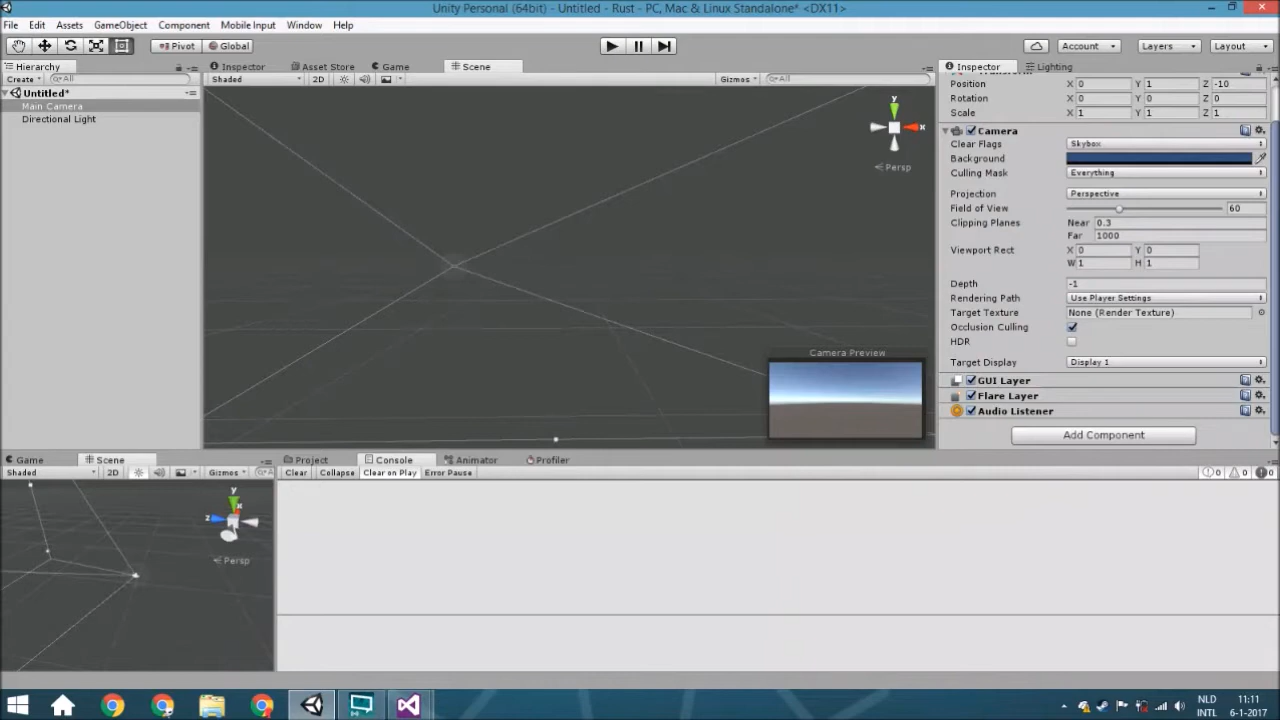 Unity Personal (64bit) - Untitled - Rust - PC, Mac & Linux Standalone* <DX11>
File Edit Assets GameObject Component Mobile Input Window Help
Pivot Global Account Layers Layout
Hierarchy Inspector Asset Store Game Scene Inspector Lighting
Create All Shaded 2D Gizmos All
Untitled*
Main Camera
Directional Light
y
x
Persp
Position X 0 Y 1 Z -10
Rotation X 0 Y 0 Z 0
Scale X 1 Y 1 Z 1
Camera
Clear Flags Skybox
Background
Culling Mask Everything
Projection Perspective
Field of View 60
Clipping Planes Near 0.3
Far 1000
Viewport Rect X 0 Y 0
W 1 H 1
Depth -1
Rendering Path Use Player Settings
Target Texture None (Render Texture)
Occlusion Culling
HDR
Target Display Display 1
Camera Preview
GUI Layer
Flare Layer
Audio Listener
Add Component
Game Scene Project Console Animator Profiler
Shaded 2D Gizmos Clear Collapse Clear on Play Error Pause 0 0 0
y
x
z
Persp
NLD 11:11
INTL 6-1-2017